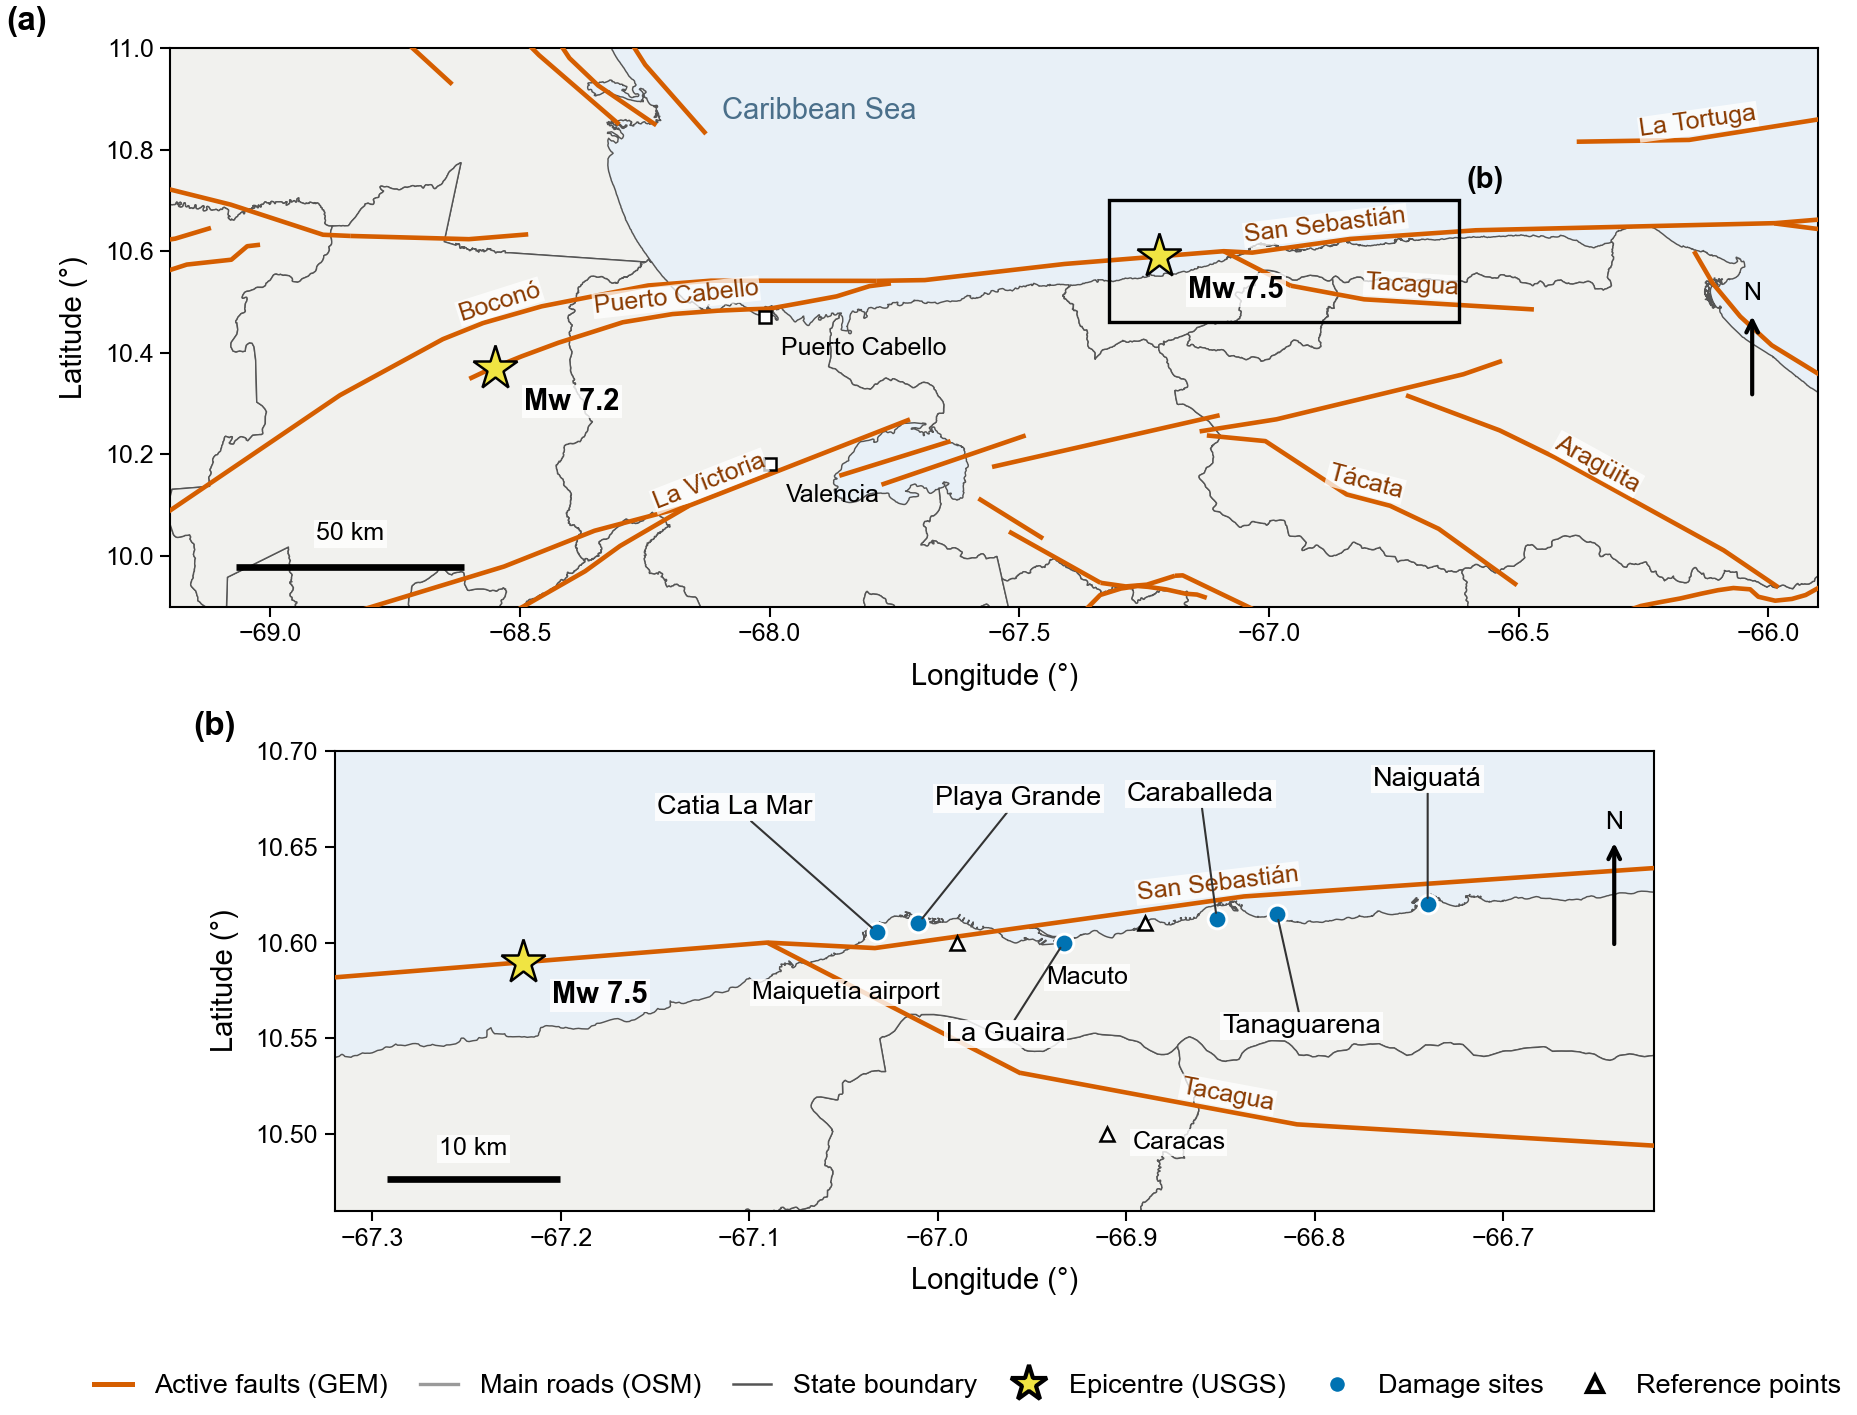 (a)
11.0
10.8
10.6
10.4
10.2
10.0
Latitude (°)
Caribbean Sea
La Tortuga
(b)
San Sebastián
Tacagua
Mw 7.5
Boconó
Puerto Cabello
Puerto Cabello
Mw 7.2
N
La Victoria
Valencia
Tácata
Aragüita
50 km
−69.0
−68.5
−68.0
−67.5
−67.0
−66.5
−66.0
Longitude (°)
(b)
10.70
10.65
10.60
10.55
10.50
Latitude (°)
Catia La Mar
Playa Grande
Caraballeda
Naiguatá
N
San Sebastián
Mw 7.5
Maiquetía airport
Macuto
La Guaira
Tanaguarena
Tacagua
Caracas
10 km
−67.3
−67.2
−67.1
−67.0
−66.9
−66.8
−66.7
Longitude (°)
Active faults (GEM)
Main roads (OSM)
State boundary
Epicentre (USGS)
Damage sites
Reference points